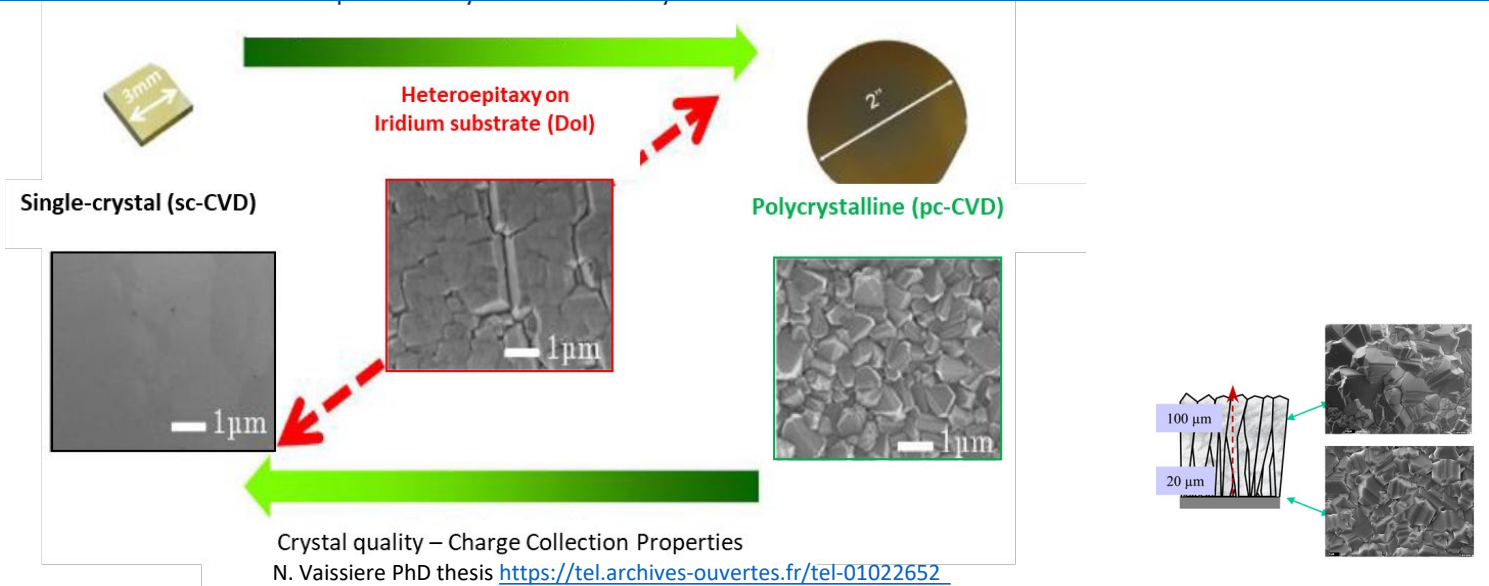 3mm
Heteroepitaxy on
Iridium substrate (DoI)
2"
Single-crystal (sc-CVD)
Polycrystalline (pc-CVD)
1µm
1µm
1µm
100 µm
20 µm
Crystal quality – Charge Collection Properties
N. Vaissiere PhD thesis https://tel.archives-ouvertes.fr/tel-01022652